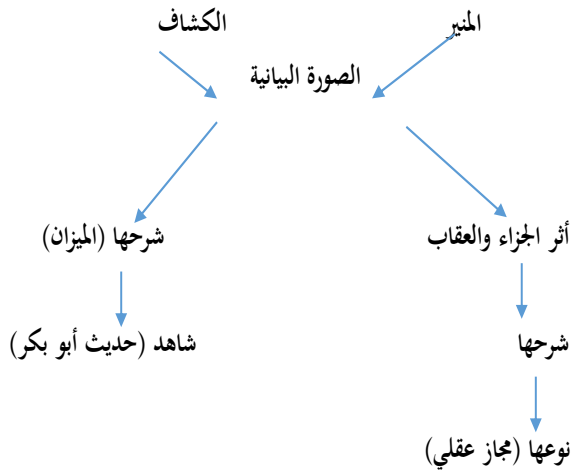 المنير الكشاف
الصورة البيانية
أثر الجزاء والعقاب شرحها (الميزان)
شرحها شاهد (حديث أبو بكر)
نوعها (مجاز عقلي)